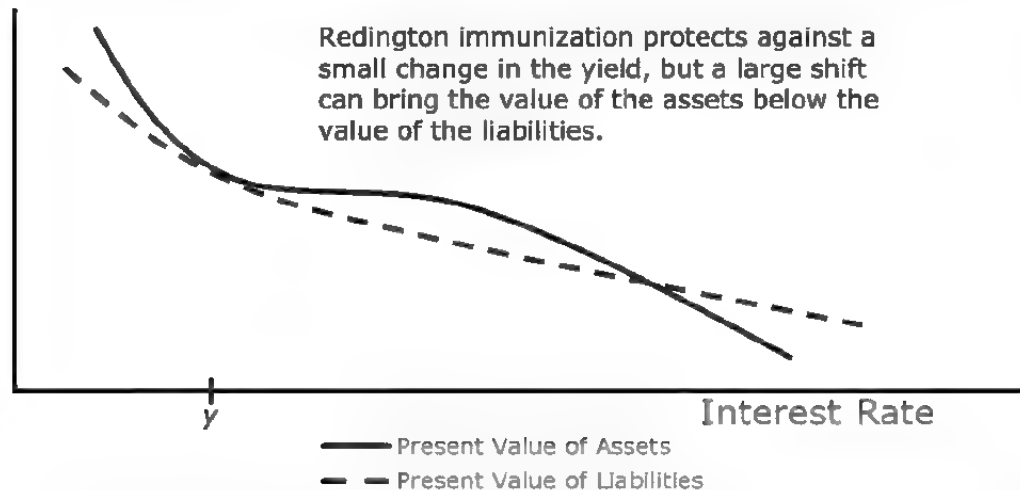 Redington immunization protects against a
small change in the yield, but a large shift
can bring the value of the assets below the
value of the liabilities.
y
Interest Rate
Present Value of Assets
Present Value of Liabilities